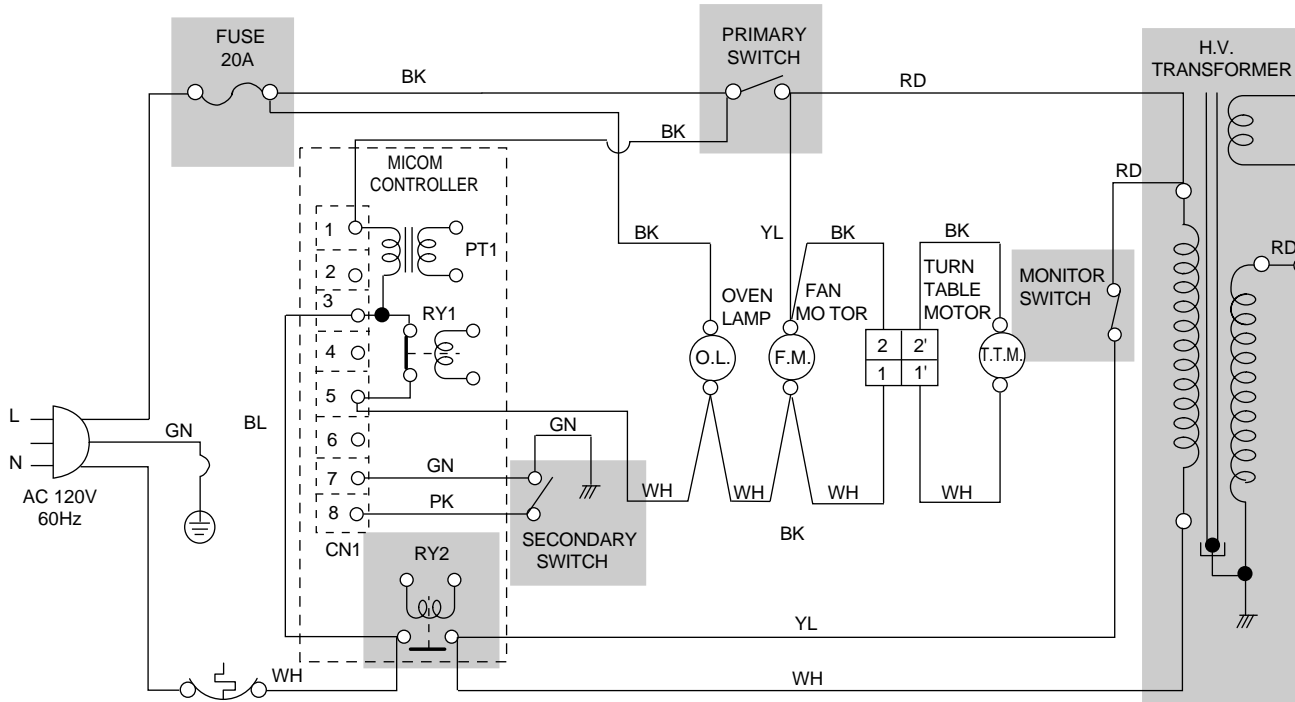 FUSE
20A
PRIMARY
SWITCH
H.V.
TRANSFORMER
BK
RD
BK
MICOM
CONTROLLER
RD
1
PT1
BK
YL
BK
BK
2
TURN
TABLE
MOTOR
MONITOR
SWITCH
RD
3
RY1
OVEN
LAMP
FAN
MO TOR
4
O.L.
F.M.
2
2'
1
1'
T.T.M.
5
L
GN
BL
6
GN
N
AC 120V
60Hz
7
GN
WH
WH
WH
WH
8
PK
BK
CN1
SECONDARY
SWITCH
RY2
YL
WH
WH